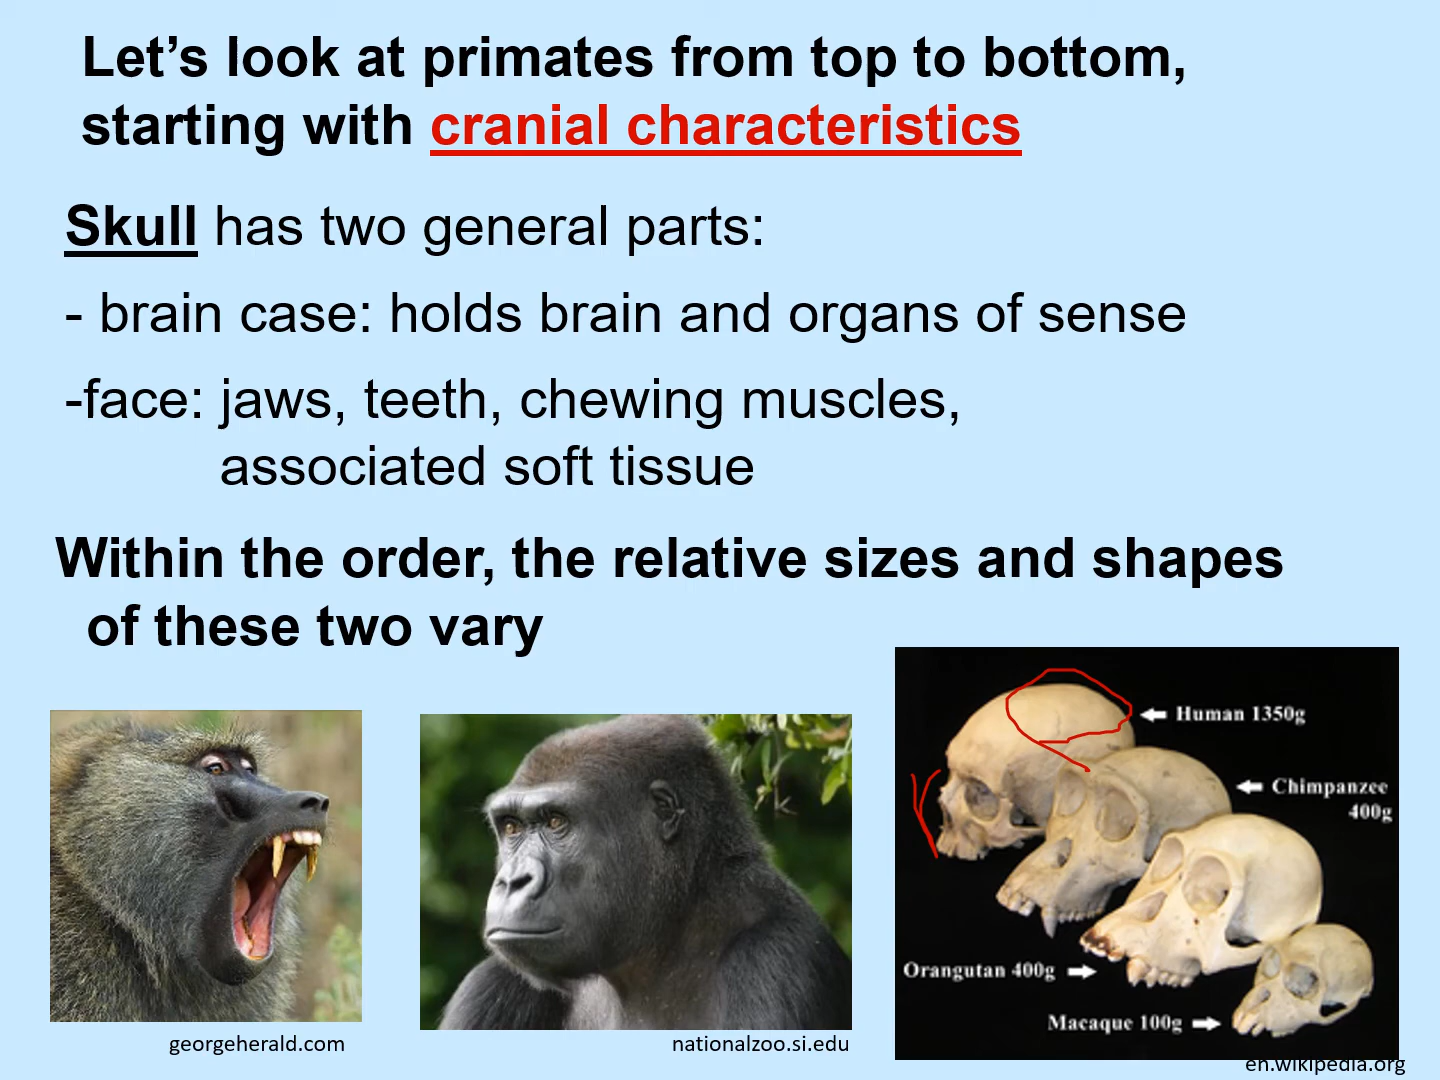 Let’s look at primates from top to bottom,
starting with cranial characteristics
Skull has two general parts:
- brain case: holds brain and organs of sense
-face: jaws, teeth, chewing muscles,
associated soft tissue
Within the order, the relative sizes and shapes
of these two vary
Human 1350g
Chimpanzee
400g
Orangutan 400g
Macaque 100g
georgeherald.com
nationalzoo.si.edu
en.wikipedia.org